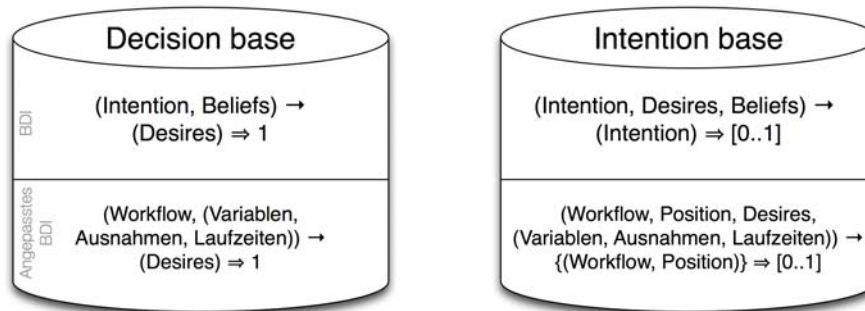 Decision base
BDI
(Intention, Beliefs) →
(Desires) ⇒ 1
Angepasstes
BDI
(Workflow, (Variablen,
Ausnahmen, Laufzeiten)) →
(Desires) ⇒ 1
Intention base
(Intention, Desires, Beliefs) →
(Intention) ⇒ [0..1]
(Workflow, Position, Desires,
(Variablen, Ausnahmen, Laufzeiten)) →
{(Workflow, Position)} ⇒ [0..1]